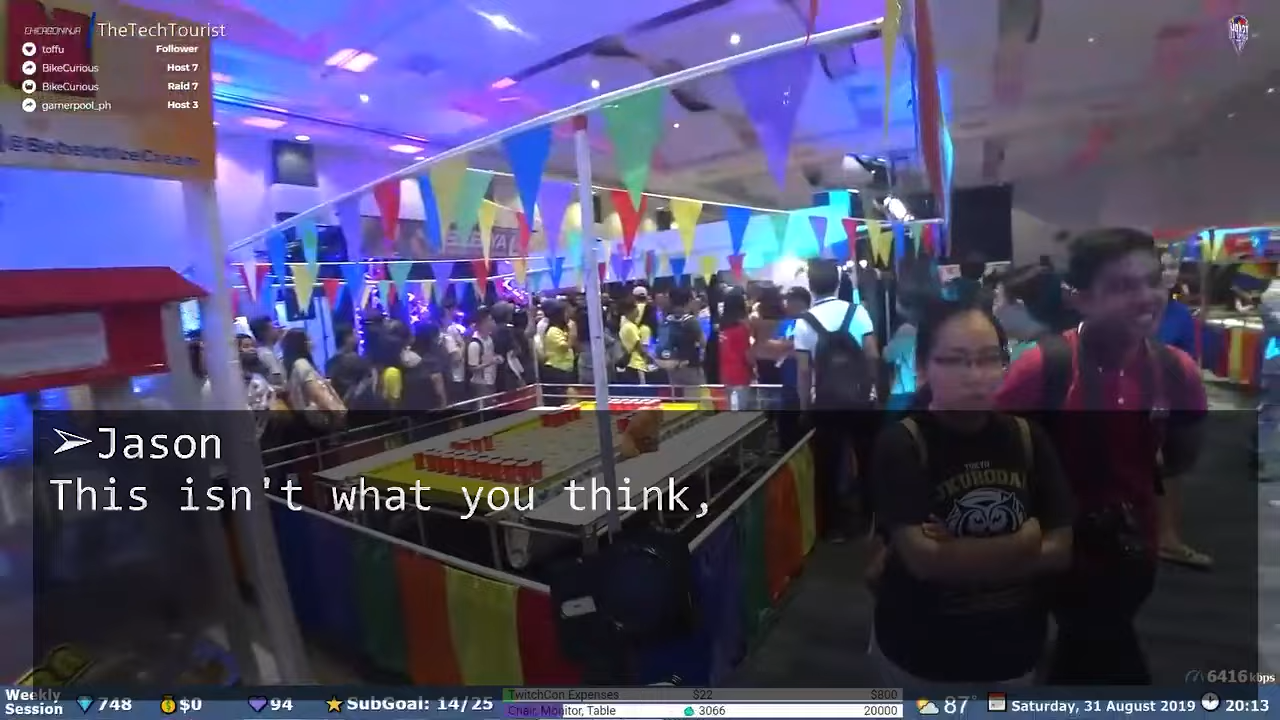 TheTechTourist
toffu Follower
BikeCurious Host 7
BikeCurious Raid 7
gamerpool_ph Host 3
➢Jason
This isn't what you think,
6416 kbps
Weekly Session
748
$0
94
SubGoal: 14/25
TwitchCon Expenses $22 $800
Chair, Monitor, Table 3066 20000
87°
Saturday, 31 August 2019
20:13